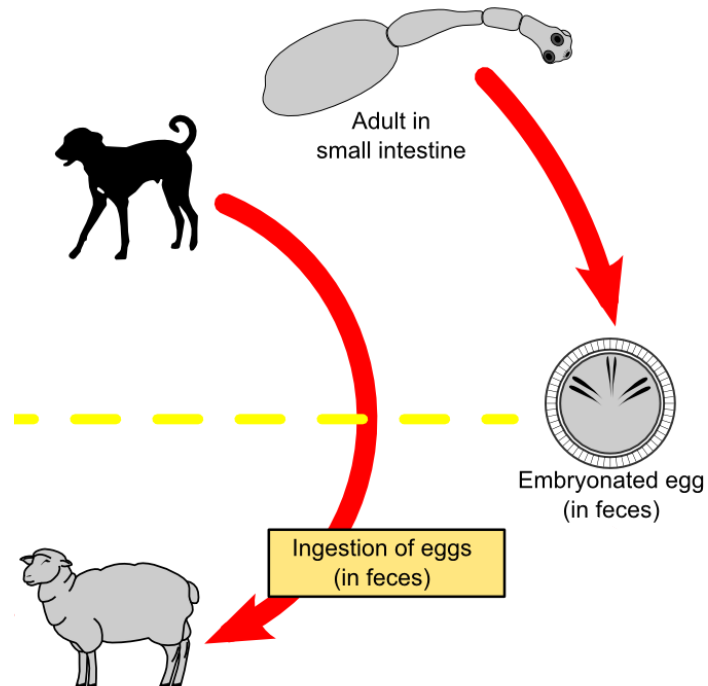 Adult in
small intestine
Embryonated egg
(in feces)
Ingestion of eggs
(in feces)